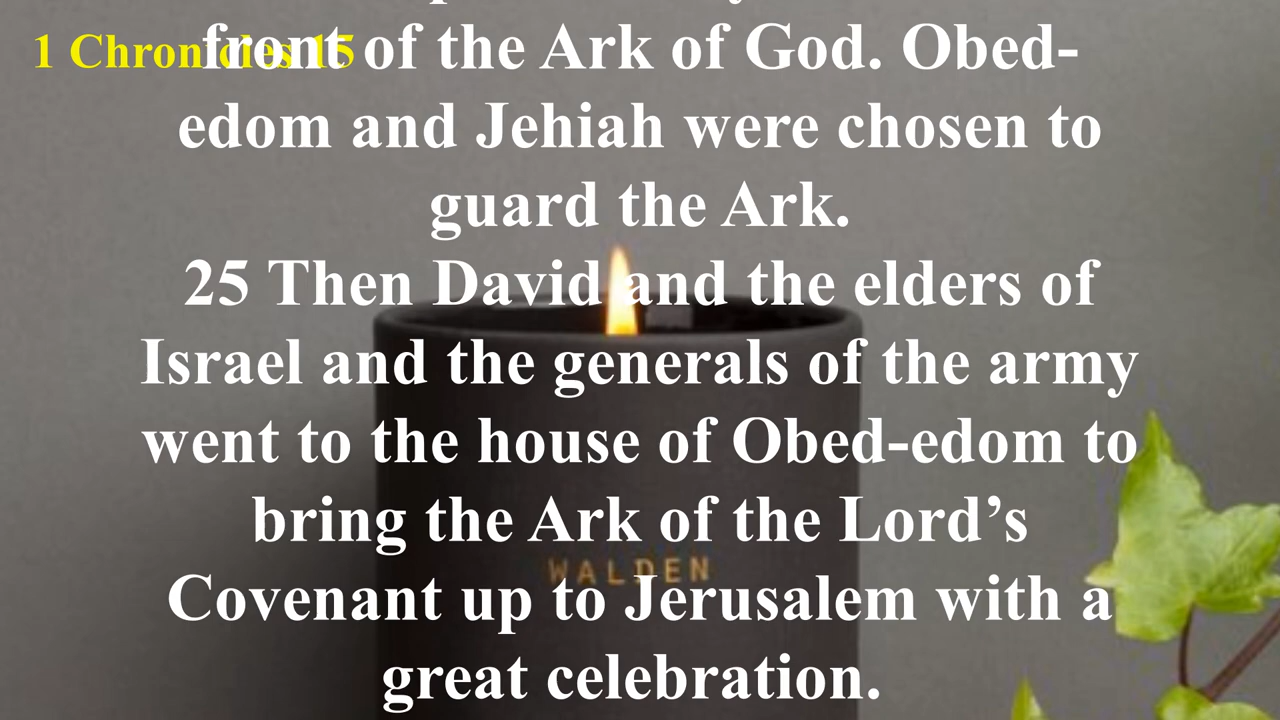 1 Chronicles 15
front of the Ark of God. Obed-
edom and Jehiah were chosen to
guard the Ark.
25 Then David and the elders of
Israel and the generals of the army
went to the house of Obed-edom to
bring the Ark of the Lord’s
WALDEN
Covenant up to Jerusalem with a
great celebration.